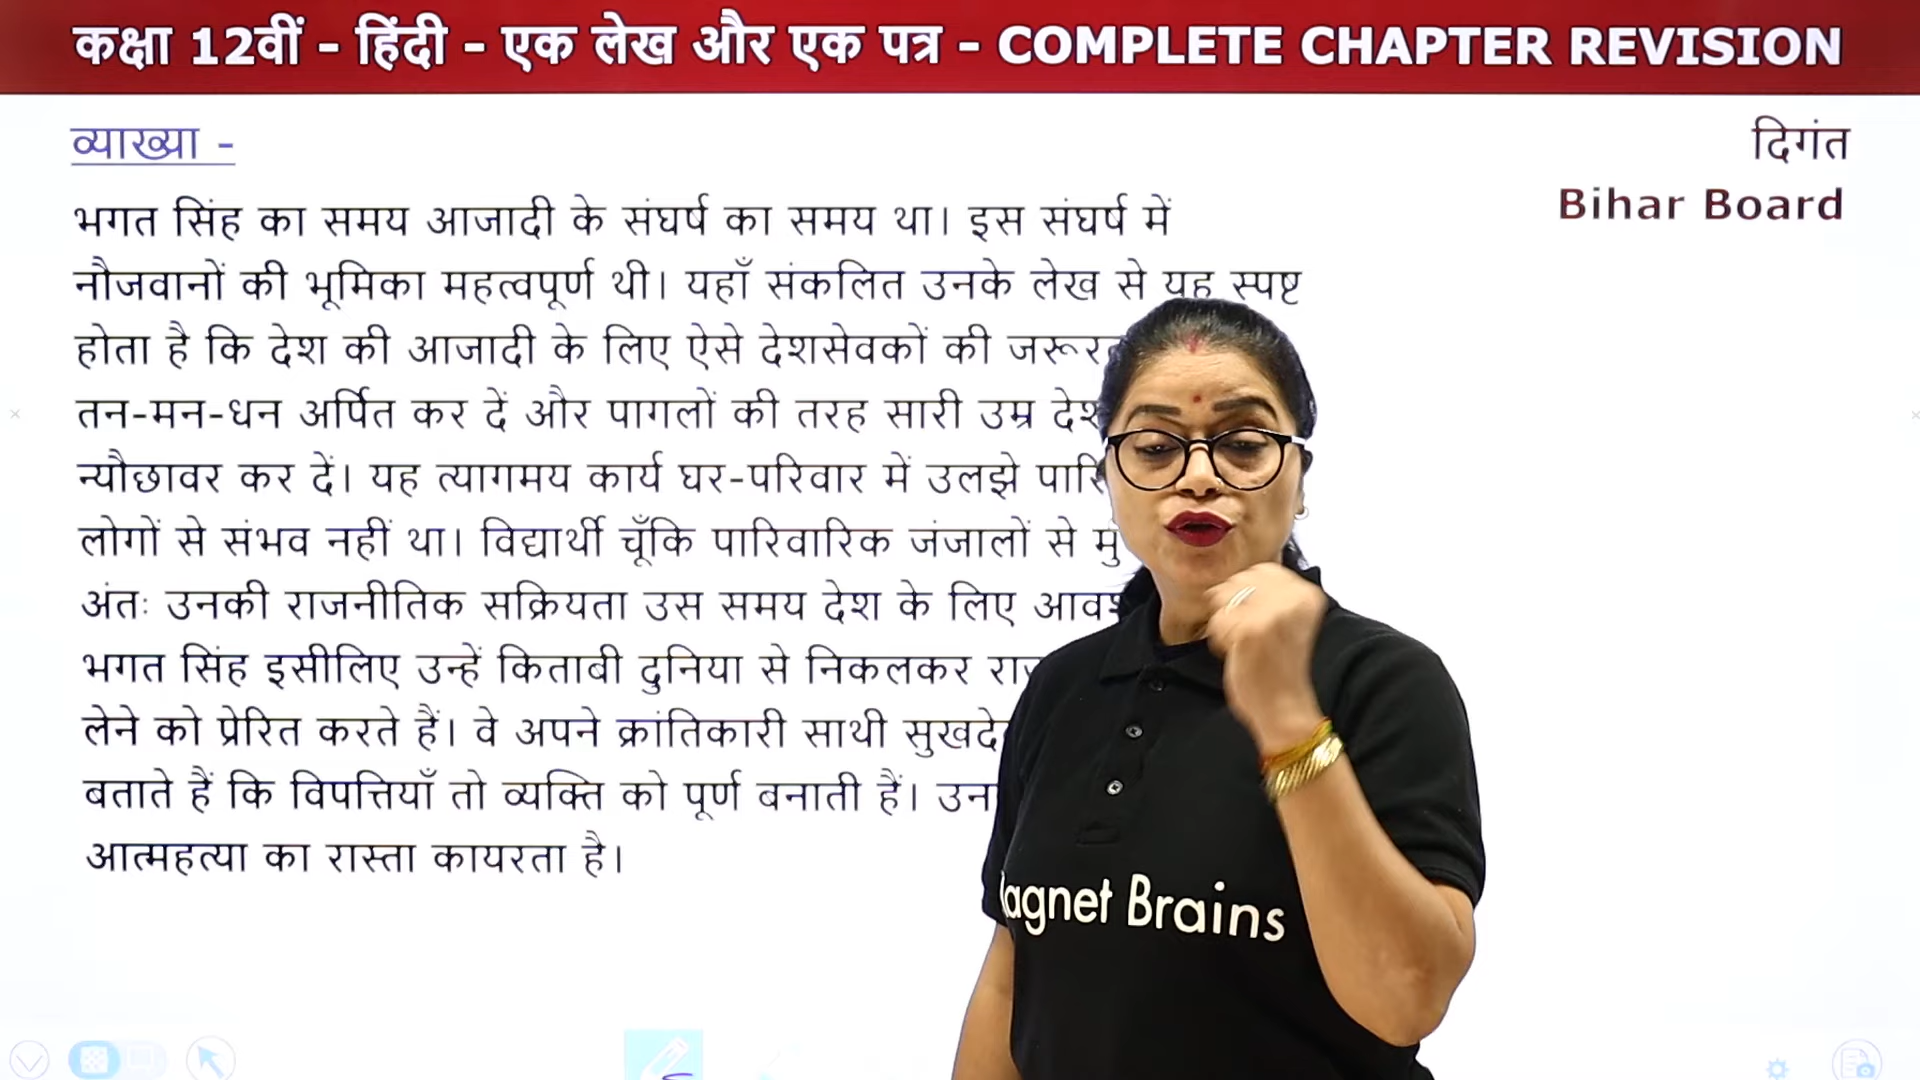 कक्षा 12वीं - हिंदी - एक लेख और एक पत्र - COMPLETE CHAPTER REVISION
व्याख्या -
दिगंत
Bihar Board
भगत सिंह का समय आजादी के संघर्ष का समय था। इस संघर्ष में
नौजवानों की भूमिका महत्वपूर्ण थी। यहाँ संकलित उनके लेख से यह स्पष्ट
होता है कि देश की आजादी के लिए ऐसे देशसेवकों की
तन-मन-धन अर्पित कर दें और पागलों की तरह सारी उम्र
न्यौछावर कर दें। यह त्यागमय कार्य घर-परिवार में उलझे
लोगों से संभव नहीं था। विद्यार्थी चूँकि पारिवारिक जंजालों से
अंतः उनकी राजनीतिक सक्रियता उस समय देश के लिए
भगत सिंह इसीलिए उन्हें किताबी दुनिया से निकलकर
लेने को प्रेरित करते हैं। वे अपने क्रांतिकारी साथी
बताते हैं कि विपत्तियाँ तो व्यक्ति को पूर्ण बनाती हैं।
आत्महत्या का रास्ता कायरता है।
agnet Brains